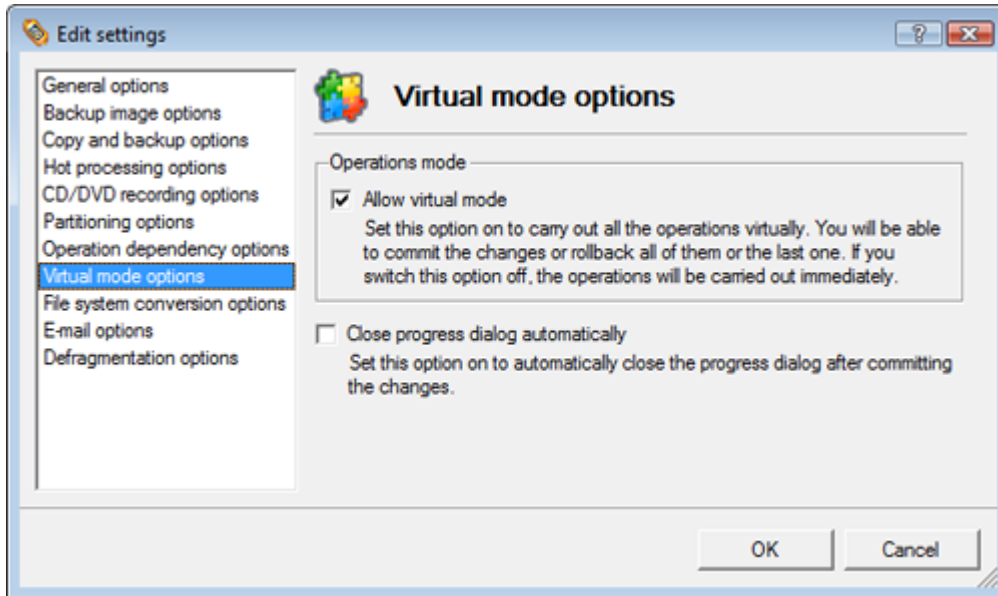 Edit settings
General options
Backup image options
Copy and backup options
Hot processing options
CD/DVD recording options
Partitioning options
Operation dependency options
Virtual mode options
File system conversion options
E-mail options
Defragmentation options
Virtual mode options
Operations mode
Allow virtual mode
Set this option on to carry out all the operations virtually. You will be able
to commit the changes or rollback all of them or the last one. If you
switch this option off, the operations will be carried out immediately.
Close progress dialog automatically
Set this option on to automatically close the progress dialog after committing
the changes.
OK
Cancel